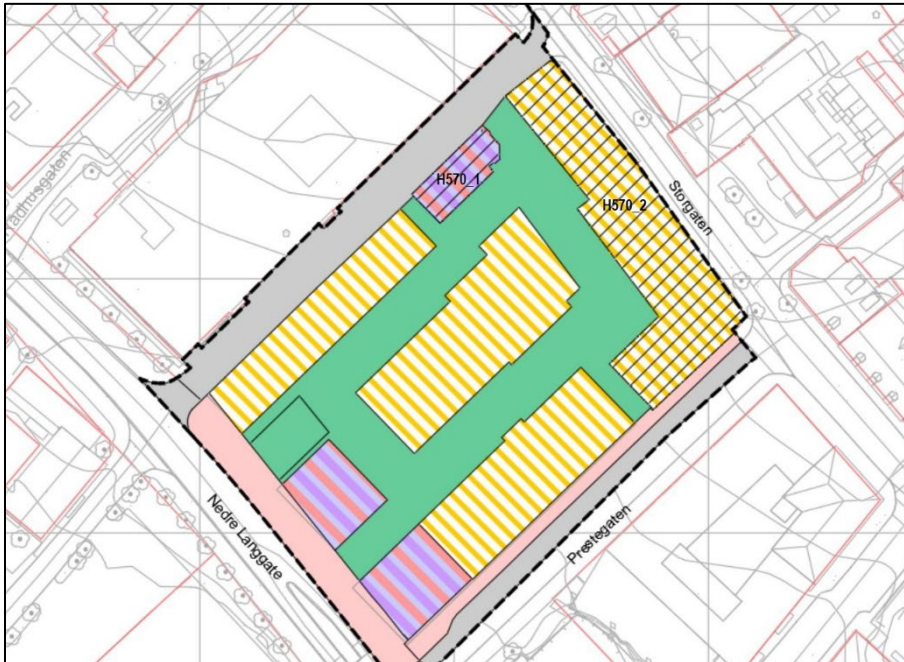 H570_1
H570_2
Storgaten
Nedre Langgate
Prestegaten